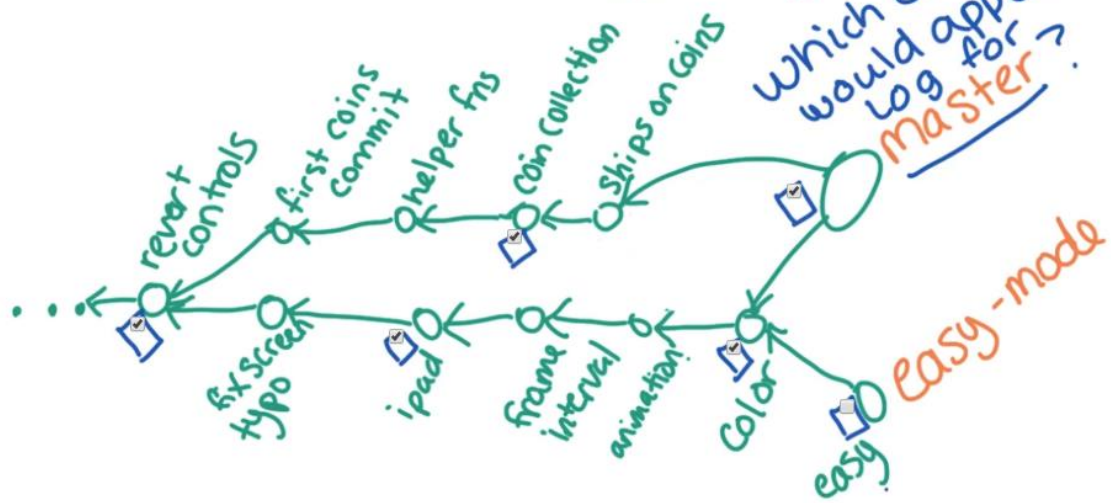 which
would app
log for
master?
revert
controls
first coins
commit
helper fns
coin collection
ships on coins
fix screen
typo
ipad
frame
interval
animation
color
easy
easy-mode